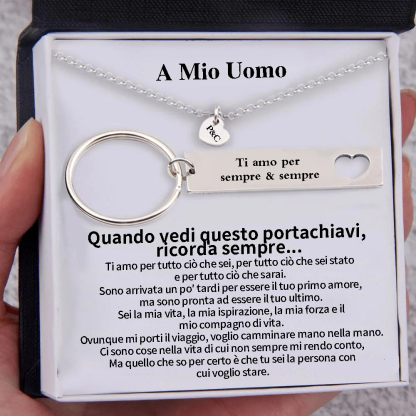 A Mio Uomo
P&C
Ti amo per
sempre & sempre
Quando vedi questo portachiavi,
ricorda sempre...
Ti amo per tutto ciò che sei, per tutto ciò che sei stato
e per tutto ciò che sarai.
Sono arrivata un po' tardi per essere il tuo primo amore,
ma sono pronta ad essere il tuo ultimo.
Sei la mia vita, la mia ispirazione, la mia forza e il
mio compagno di vita.
Ovunque mi porti il viaggio, voglio camminare mano nella mano.
Ci sono cose nella vita di cui non sempre mi rendo conto,
Ma quello che so per certo è che tu sei la persona con
cui voglio stare.